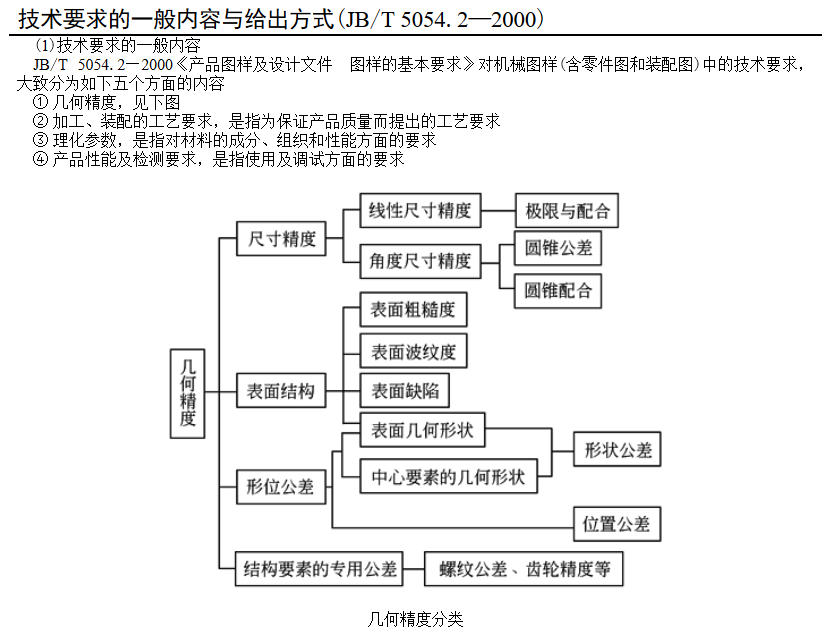 技术要求的一般内容与给出方式(JB/T 5054.2—2000)
(1)技术要求的一般内容
JB/T 5054.2—2000《产品图样及设计文件　图样的基本要求》对机械图样(含零件图和装配图)中的技术要求，
大致分为如下五个方面的内容
① 几何精度，见下图
② 加工、装配的工艺要求，是指为保证产品质量而提出的工艺要求
③ 理化参数，是指对材料的成分、组织和性能方面的要求
④ 产品性能及检测要求，是指使用及调试方面的要求
几何精度
尺寸精度
线性尺寸精度
极限与配合
角度尺寸精度
圆锥公差
圆锥配合
表面结构
表面粗糙度
表面波纹度
表面缺陷
表面几何形状
形位公差
中心要素的几何形状
形状公差
位置公差
结构要素的专用公差
螺纹公差、齿轮精度等
几何精度分类